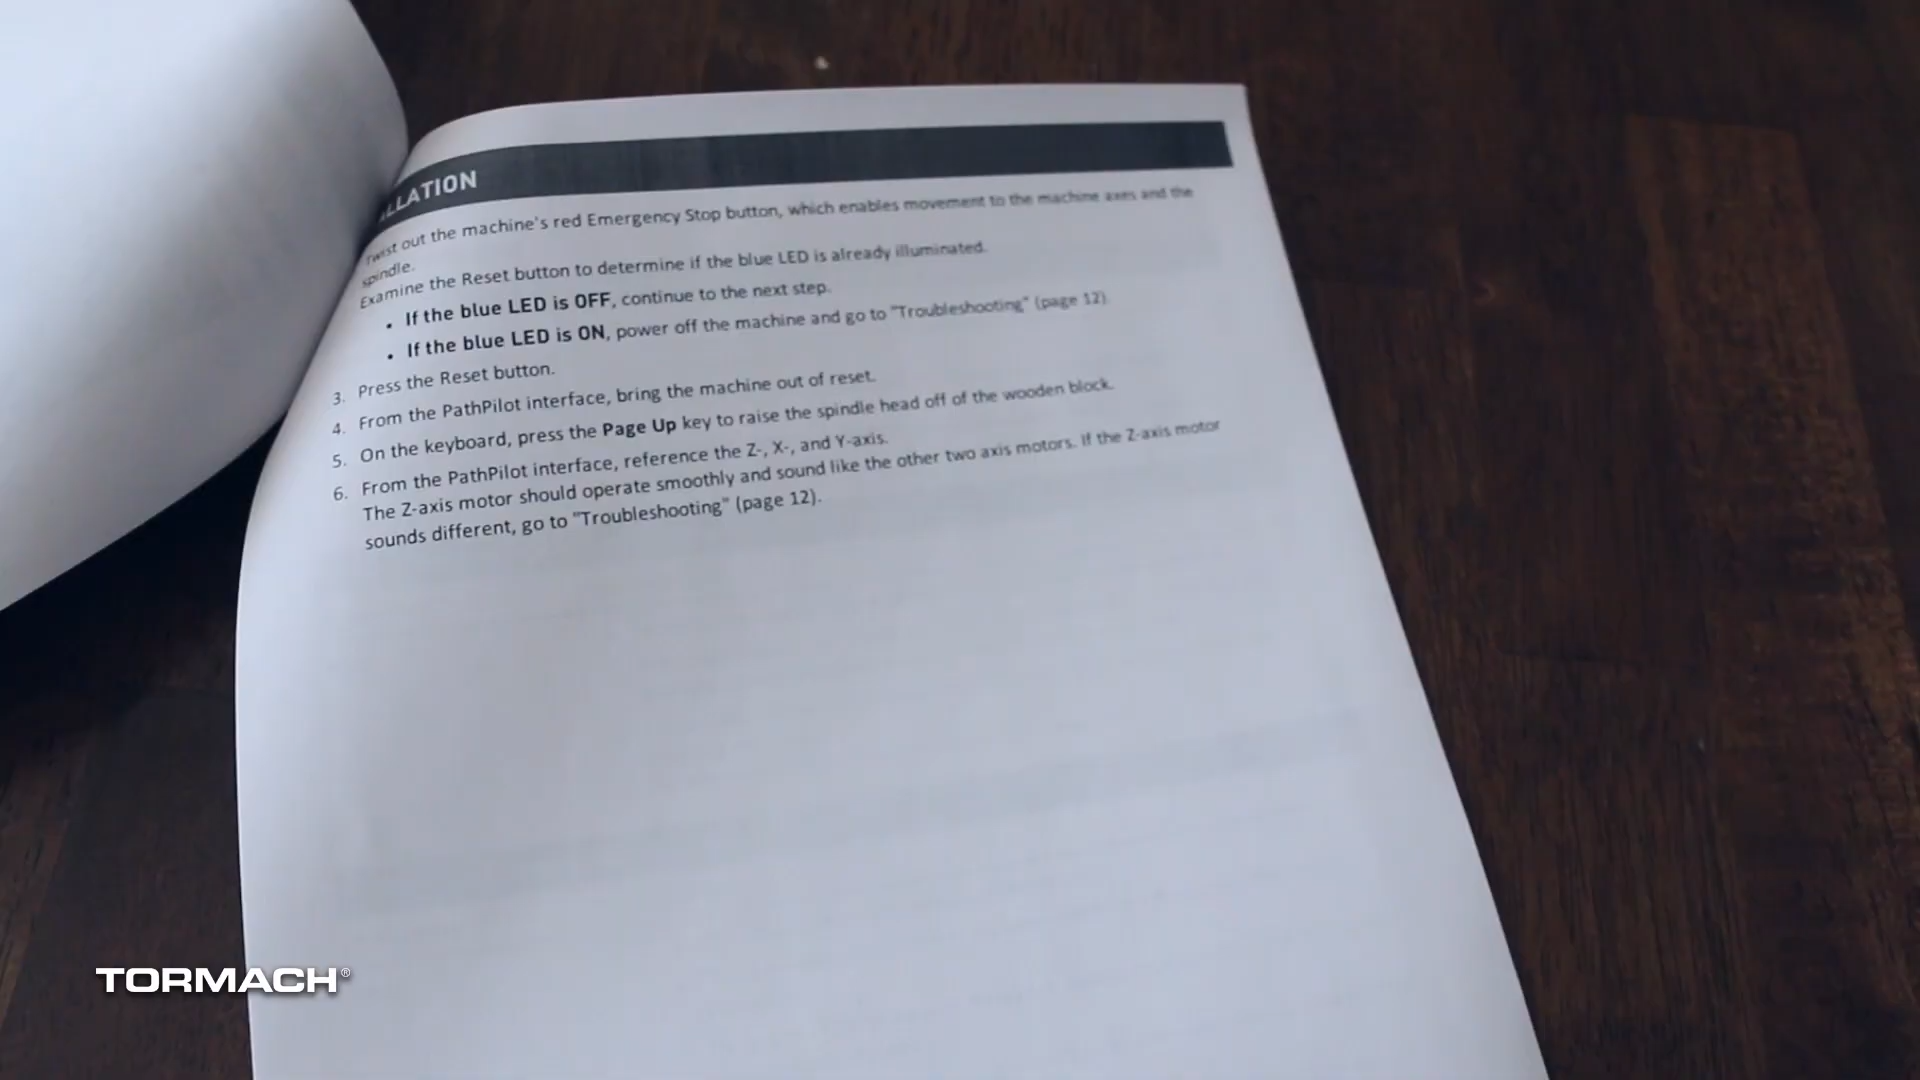 LLATION
Twist out the machine's red Emergency Stop button, which enables movement to the machine axes and the
spindle.
Examine the Reset button to determine if the blue LED is already illuminated.
• If the blue LED is OFF, continue to the next step.
• If the blue LED is ON, power off the machine and go to "Troubleshooting" (page 12).
3. Press the Reset button.
4. From the PathPilot interface, bring the machine out of reset.
5. On the keyboard, press the Page Up key to raise the spindle head off of the wooden block.
6. From the PathPilot interface, reference the Z-, X-, and Y-axis.
The Z-axis motor should operate smoothly and sound like the other two axis motors. If the Z-axis motor
sounds different, go to "Troubleshooting" (page 12).
TORMACH®